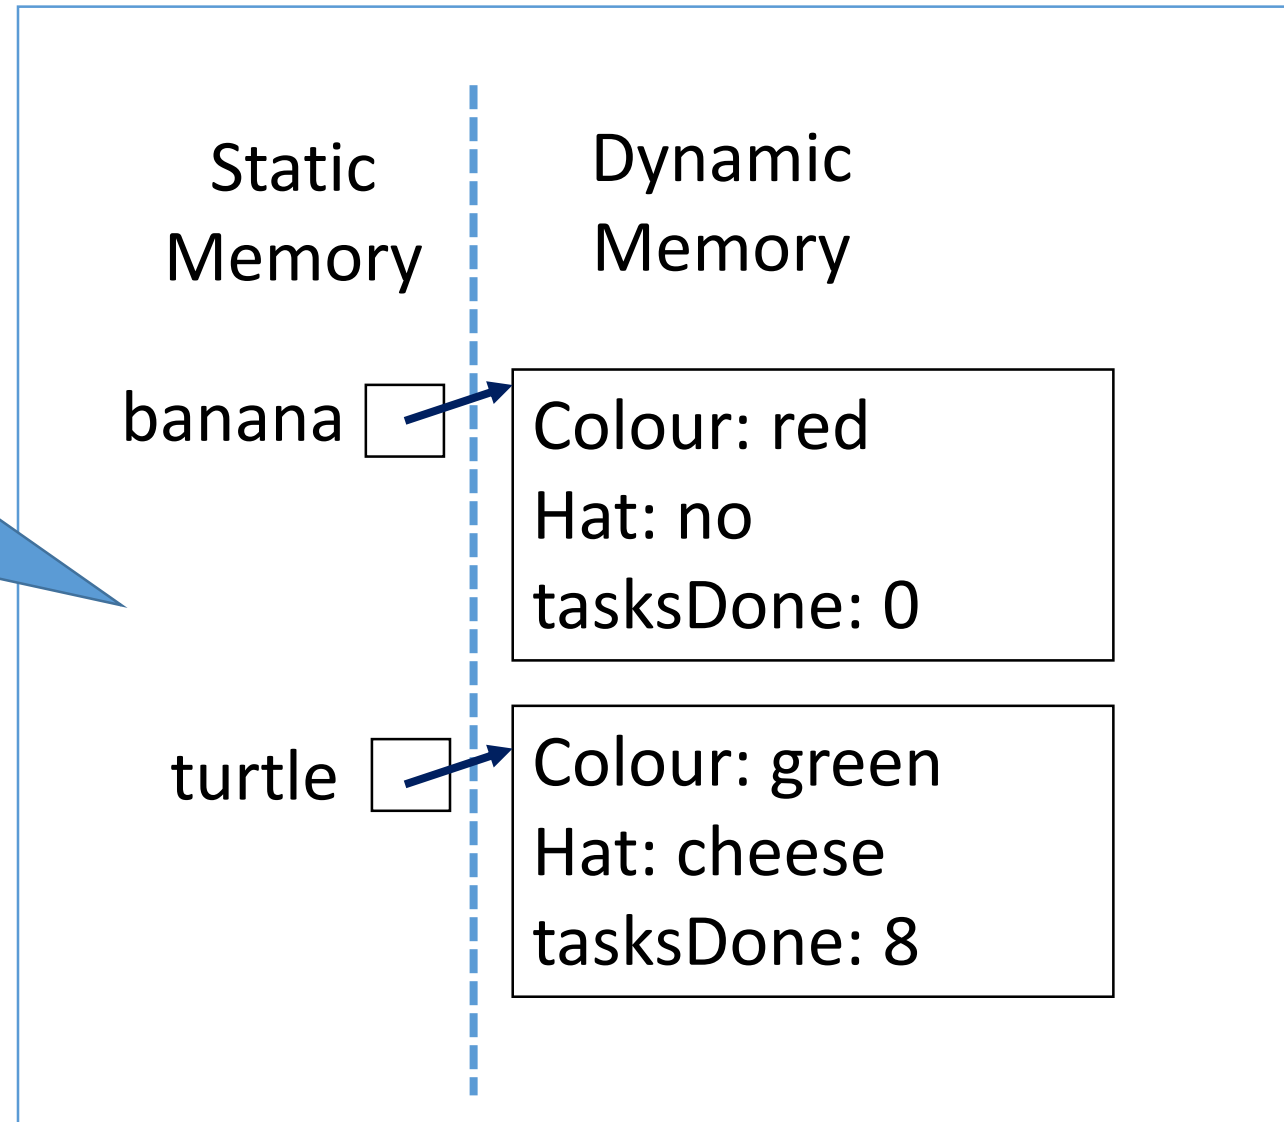 Static
Memory
Dynamic
Memory
banana
Colour: red
Hat: no
tasksDone: 0
turtle
Colour: green
Hat: cheese
tasksDone: 8